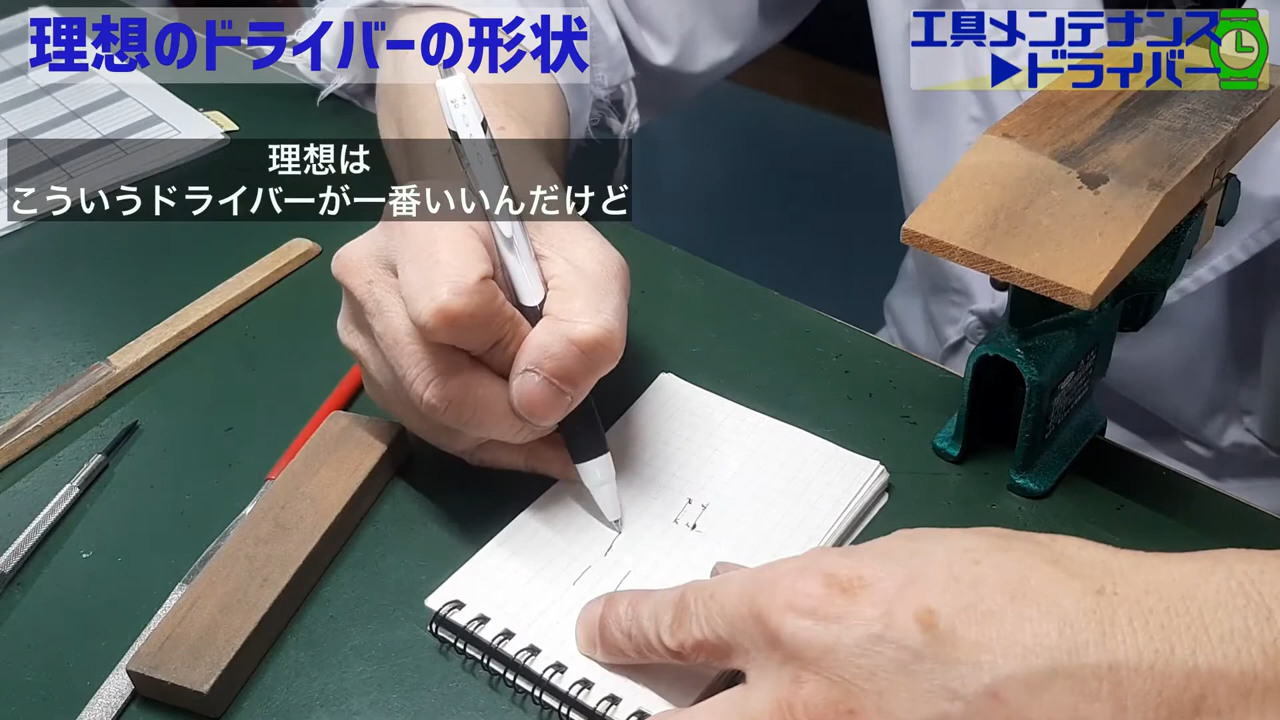 理想のドライバーの形状
工具メンテナンス
▶ドライバー
理想は
こういうドライバーが一番いいんだけど